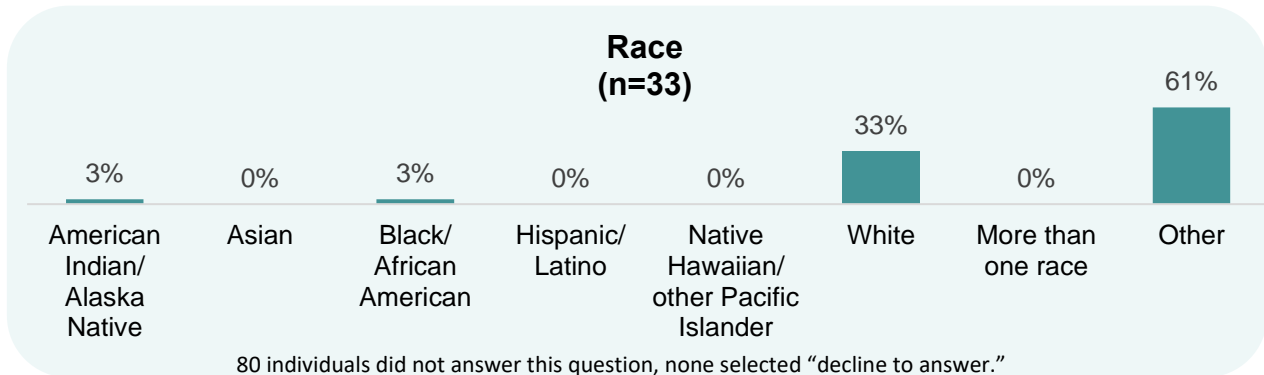 Race
(n=33)
61%
33%
3%
0%
3%
0%
0%
0%
American
Indian/
Alaska
Native
Asian
Black/
African
American
Hispanic/
Latino
Native
Hawaiian/
other Pacific
Islander
White
More than
one race
Other
80 individuals did not answer this question, none selected “decline to answer.”